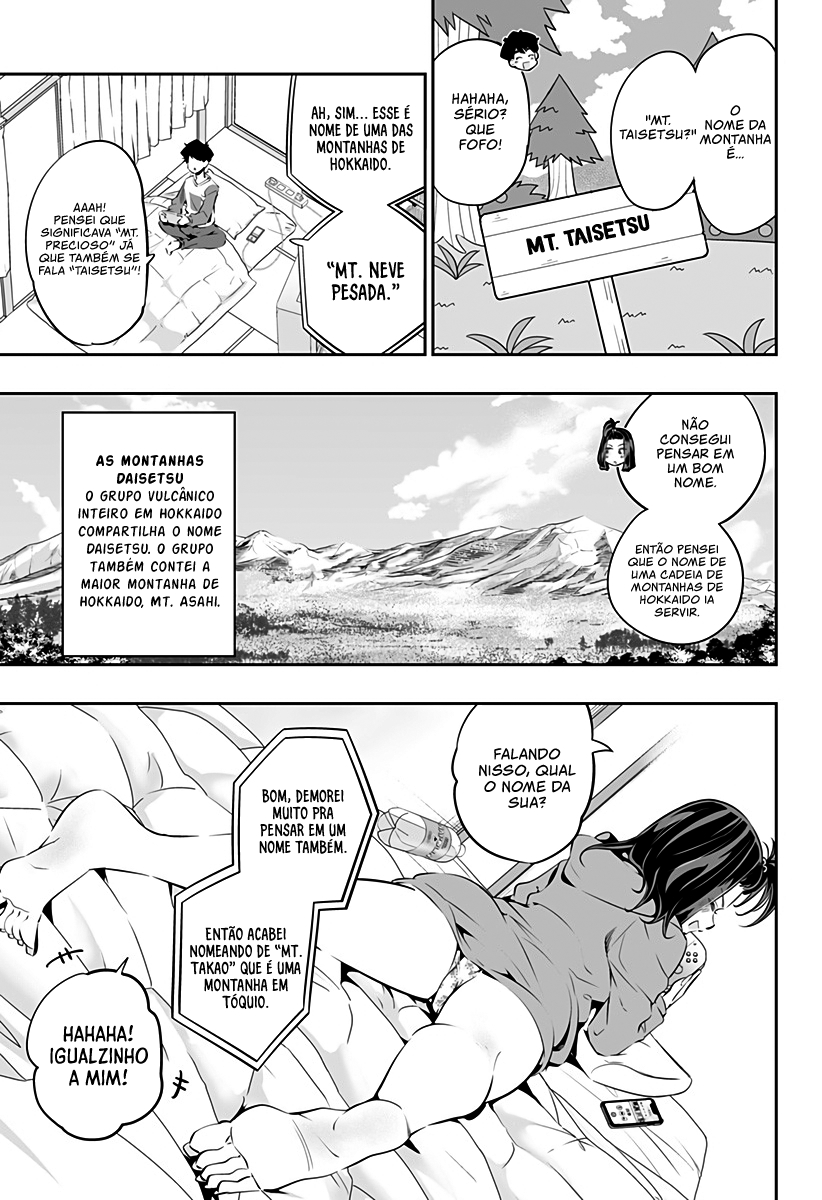 O
NOME DA
MONTANHA
É...
"MT.
TAISETSU?"
HAHAHA,
SÉRIO?
QUE
FOFO!
MT. TAISETSU
AH, SIM... ESSE É
NOME DE UMA DAS
MONTANHAS DE
HOKKAIDO.
"MT. NEVE
PESADA."
AAAH!
PENSEI QUE
SIGNIFICAVA "MT.
PRECIOSO" JÁ
QUE TAMBÉM SE
FALA "TAISETSU"!
NÃO
CONSEGUI
PENSAR EM
UM BOM
NOME.
ENTÃO PENSEI
QUE O NOME DE
UMA CADEIA DE
MONTANHAS DE
HOKKAIDO IA
SERVIR.
AS MONTANHAS
DAISETSU
O GRUPO VULCÂNICO
INTEIRO EM HOKKAIDO
COMPARTILHA O NOME
DAISETSU. O GRUPO
TAMBÉM CONTEI A
MAIOR MONTANHA DE
HOKKAIDO, MT. ASAHI.
FALANDO
NISSO, QUAL
O NOME DA
SUA?
BOM, DEMOREI
MUITO PRA
PENSAR EM UM
NOME TAMBÉM.
ENTÃO ACABEI
NOMEANDO DE "MT.
TAKAO" QUE É UMA
MONTANHA EM
TÓQUIO.
HAHAHA!
IGUALZINHO
A MIM!